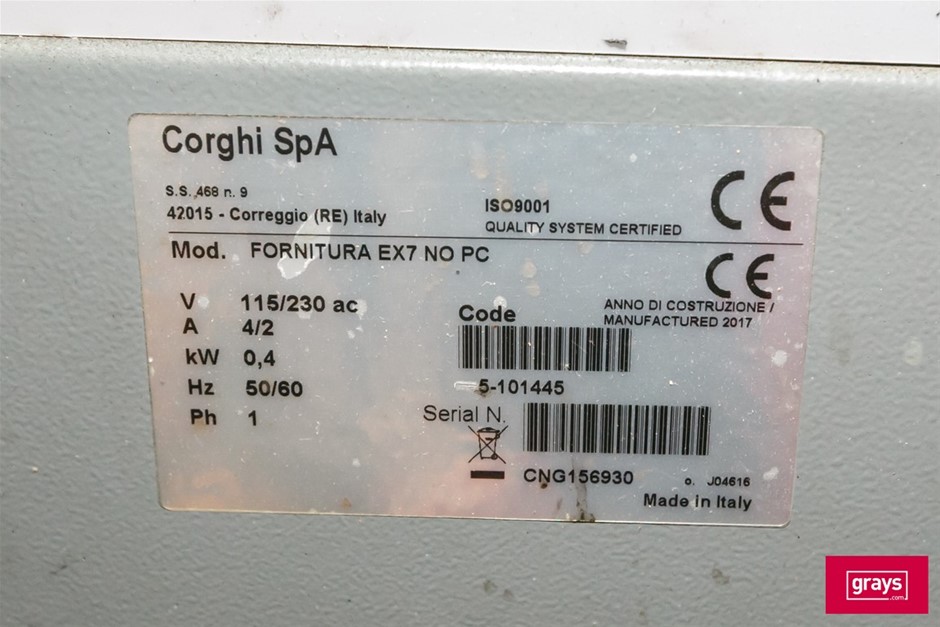 Corghi SpA
S.S. 468 n. 9
42015 - Correggio (RE) Italy
ISO9001
QUALITY SYSTEM CERTIFIED
CE
Mod. FORNITURA EX7 NO PC
CE
ANNO DI COSTRUZIONE /
MANUFACTURED 2017
V 115/230 ac
A 4/2
kW 0,4
Hz 50/60
Ph 1
Code
5-101445
Serial N.
CNG156930
o. J04616
Made in Italy
grays
.com